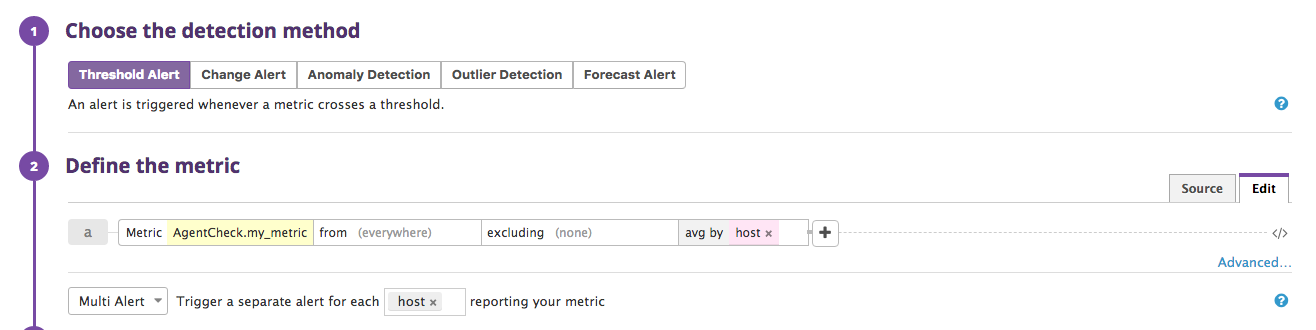 1 Choose the detection method
Threshold Alert Change Alert Anomaly Detection Outlier Detection Forecast Alert
An alert is triggered whenever a metric crosses a threshold. ?
2 Define the metric
Source Edit
a Metric AgentCheck.my_metric from (everywhere) excluding (none) avg by host × + </>
Advanced...
Multi Alert Trigger a separate alert for each host × reporting your metric ?